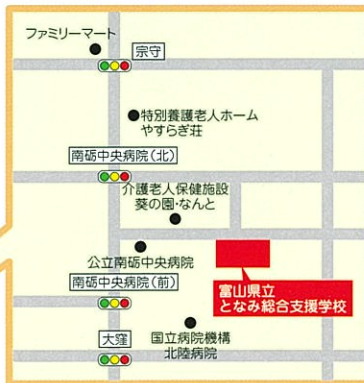 ファミリーマート
宗守
特別養護老人ホーム
やすらぎ荘
南砺中央病院(北)
介護老人保健施設
葵の園・なんと
公立南砺中央病院
南砺中央病院(前)
富山県立
となみ総合支援学校
大窪
国立病院機構
北陸病院